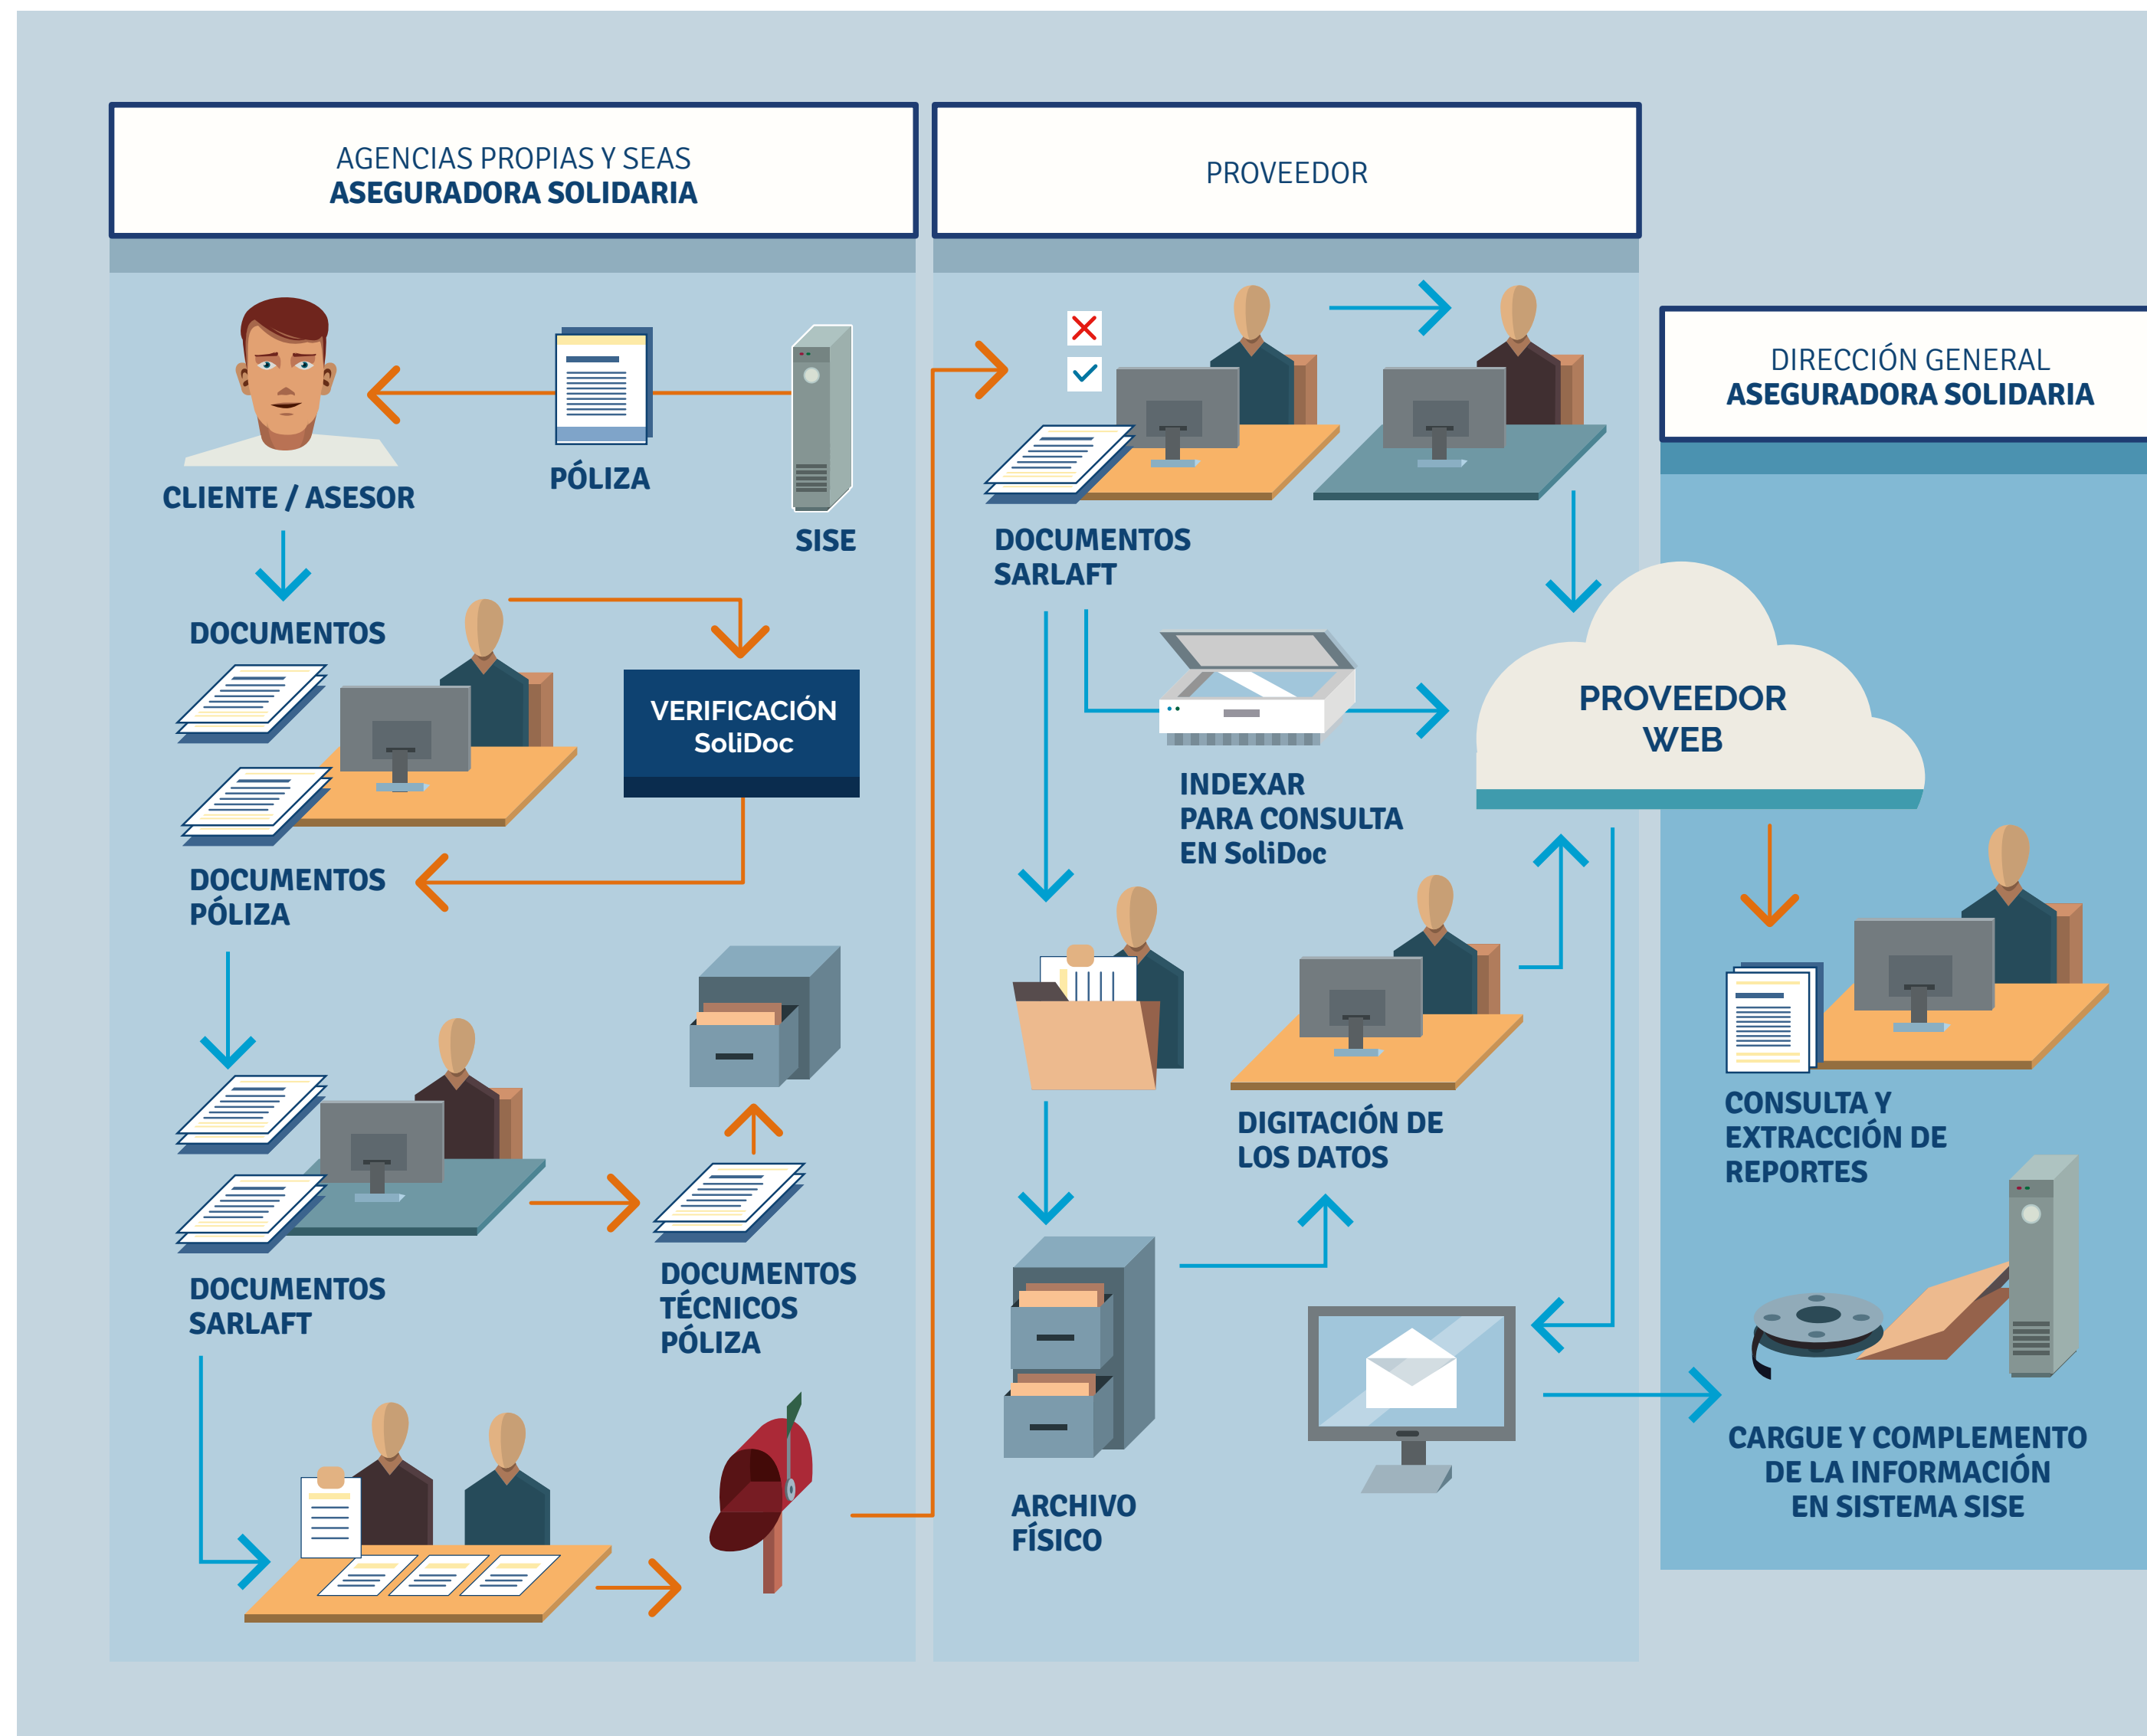 AGENCIAS PROPIAS Y SEAS
ASEGURADORA SOLIDARIA
CLIENTE / ASESOR
PÓLIZA
SISE
DOCUMENTOS
VERIFICACIÓN
SoliDoc
DOCUMENTOS
PÓLIZA
DOCUMENTOS
SARLAFT
DOCUMENTOS
TÉCNICOS
PÓLIZA
PROVEEDOR
DOCUMENTOS
SARLAFT
INDEXAR
PARA CONSULTA
EN SoliDoc
PROVEEDOR
WEB
DIGITACIÓN DE
LOS DATOS
ARCHIVO
FÍSICO
DIRECCIÓN GENERAL
ASEGURADORA SOLIDARIA
CONSULTA Y
EXTRACCIÓN DE
REPORTES
CARGUE Y COMPLEMENTO
DE LA INFORMACIÓN
EN SISTEMA SISE